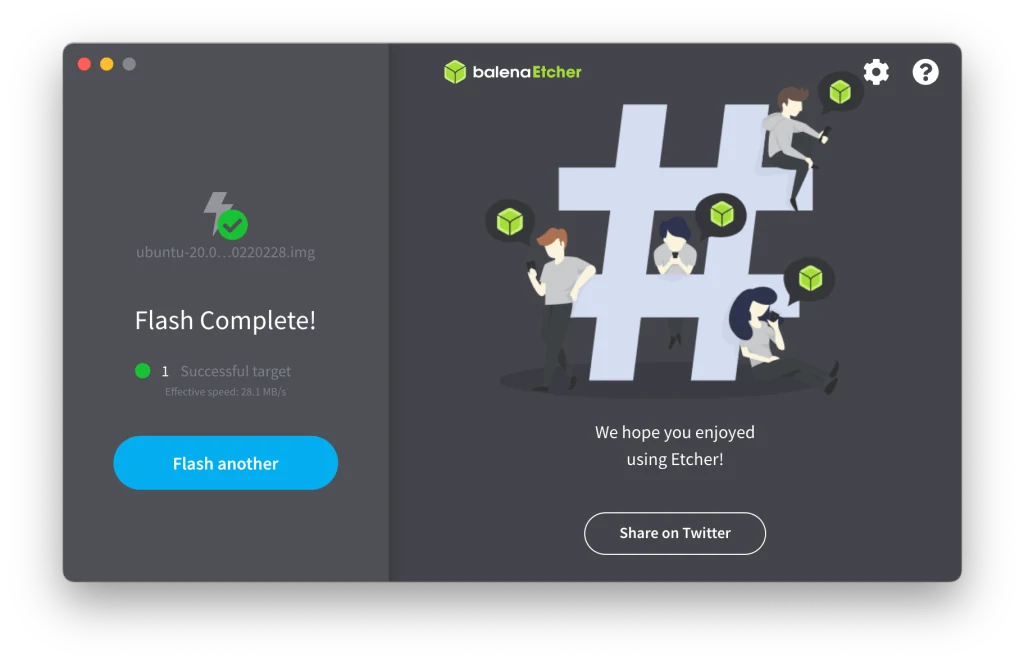 balenaEtcher
ubuntu-20.0…0220228.img
Flash Complete!
1 Successful target
Effective speed: 28.1 MB/s
Flash another
We hope you enjoyed
using Etcher!
Share on Twitter